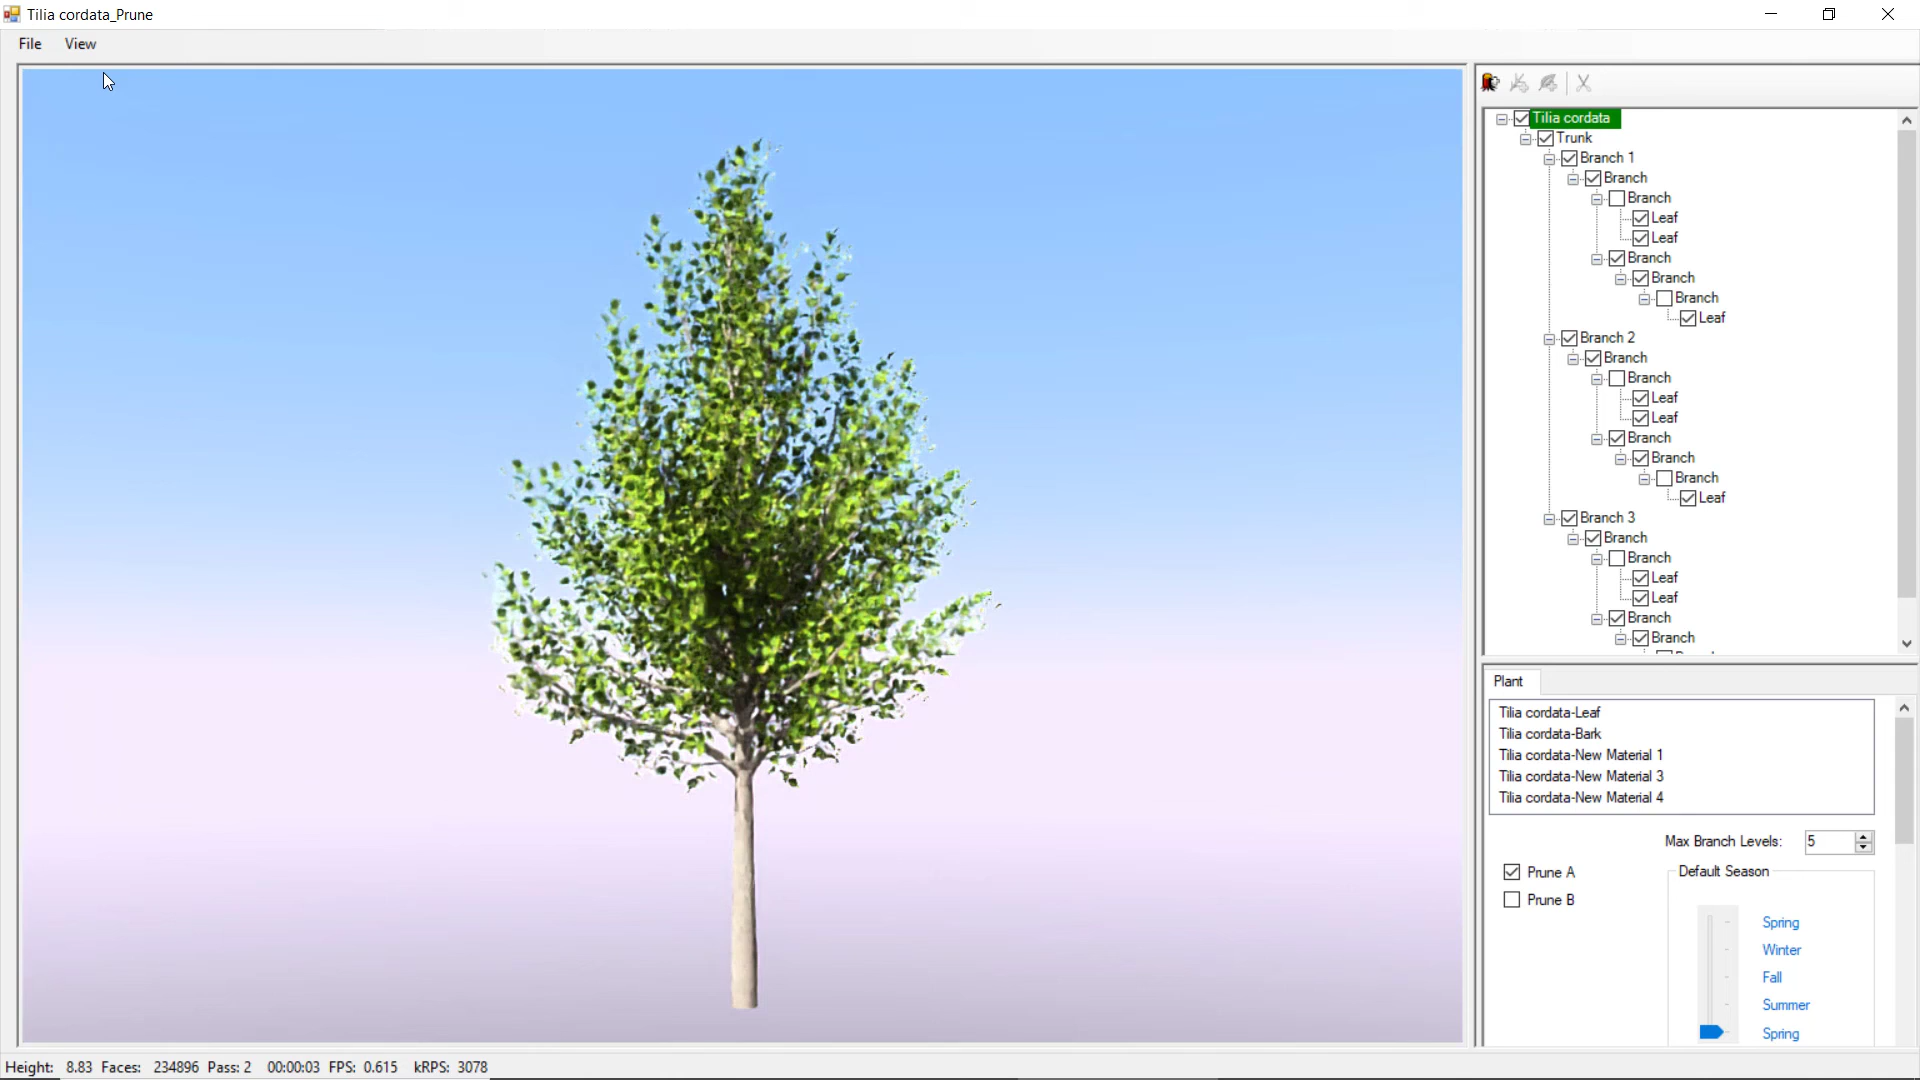 Tilia cordata_Prune
File View
Tilia cordata
Trunk
Branch 1
Branch
Branch
Leaf
Leaf
Branch
Branch
Branch
Leaf
Branch 2
Branch
Branch
Leaf
Leaf
Branch
Branch
Branch
Leaf
Branch 3
Branch
Branch
Leaf
Leaf
Branch
Branch
Plant
Tilia cordata-Leaf
Tilia cordata-Bark
Tilia cordata-New Material 1
Tilia cordata-New Material 3
Tilia cordata-New Material 4
Max Branch Levels: 5
Prune A
Prune B
Default Season
Spring
Winter
Fall
Summer
Spring
Height: 8.83 Faces: 234896 Pass: 2 00:00:03 FPS: 0.615 kRPS: 3078